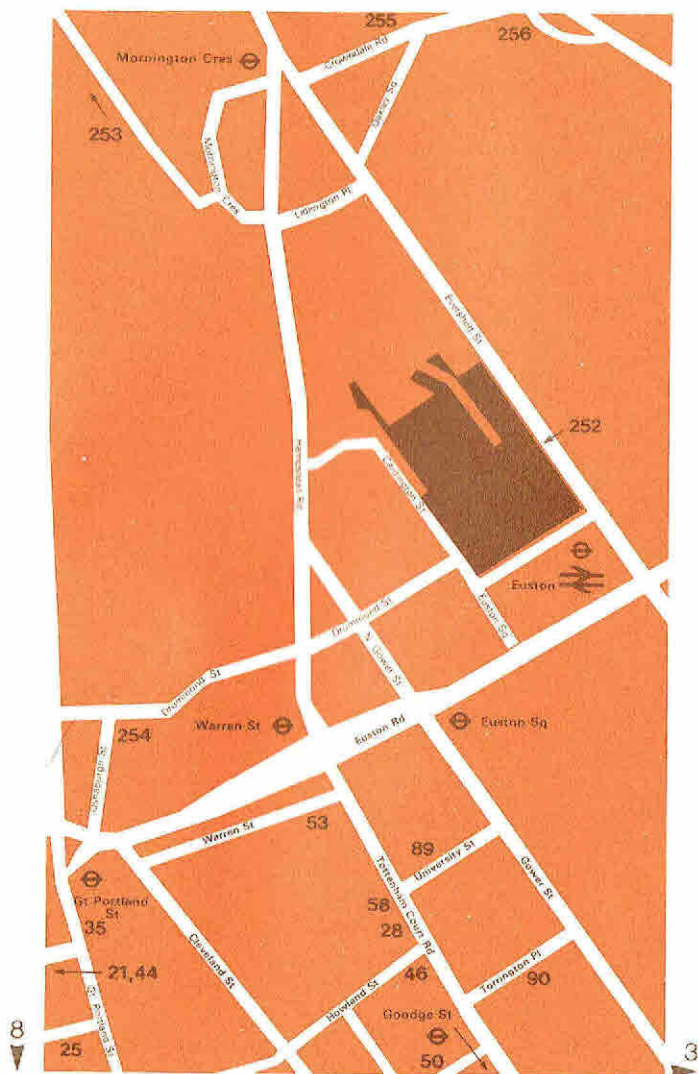 255
256
Mornington Cres
Crowndale Rd
253
Mornington Cres
Lidlington Pl
Eversholt St
252
Hampstead Rd
Cardington St
Euston
Euston Sq
Drummond St
N Gower St
Drummond St
254
Warren St
Euston Rd
Euston Sq
Warren St
53
89
University St
Gower St
Gt Portland
St
35
58
28
Tottenham Court Rd
Cleveland St
21,44
46
Torrington Pl
90
Howland St
Goodge St
Gt Portland St
25
50
8
3